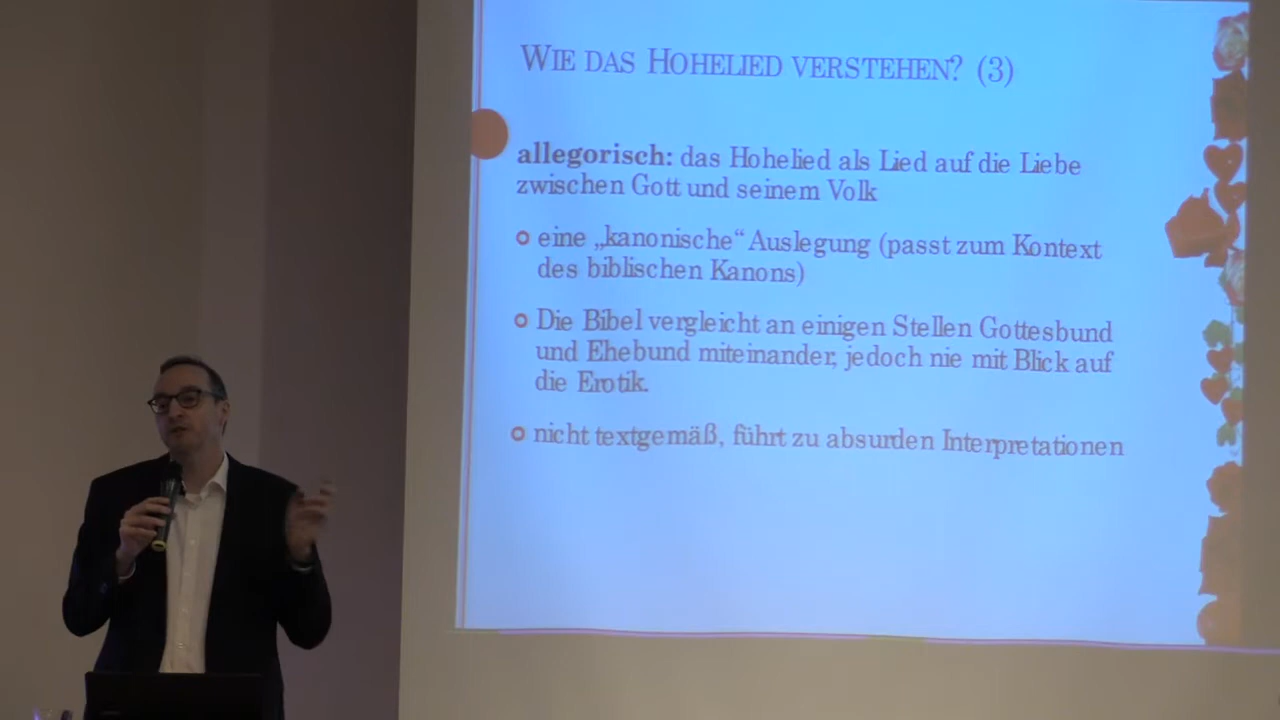 WIE DAS HOHELIED VERSTEHEN? (3)
allegorisch: das Hohelied als Lied auf die Liebe
zwischen Gott und seinem Volk
eine „kanonische“ Auslegung (passt zum Kontext
des biblischen Kanons)
Die Bibel vergleicht an einigen Stellen Gottesbund
und Ehebund miteinander, jedoch nie mit Blick auf
die Erotik.
nicht textgemäß, führt zu absurden Interpretationen